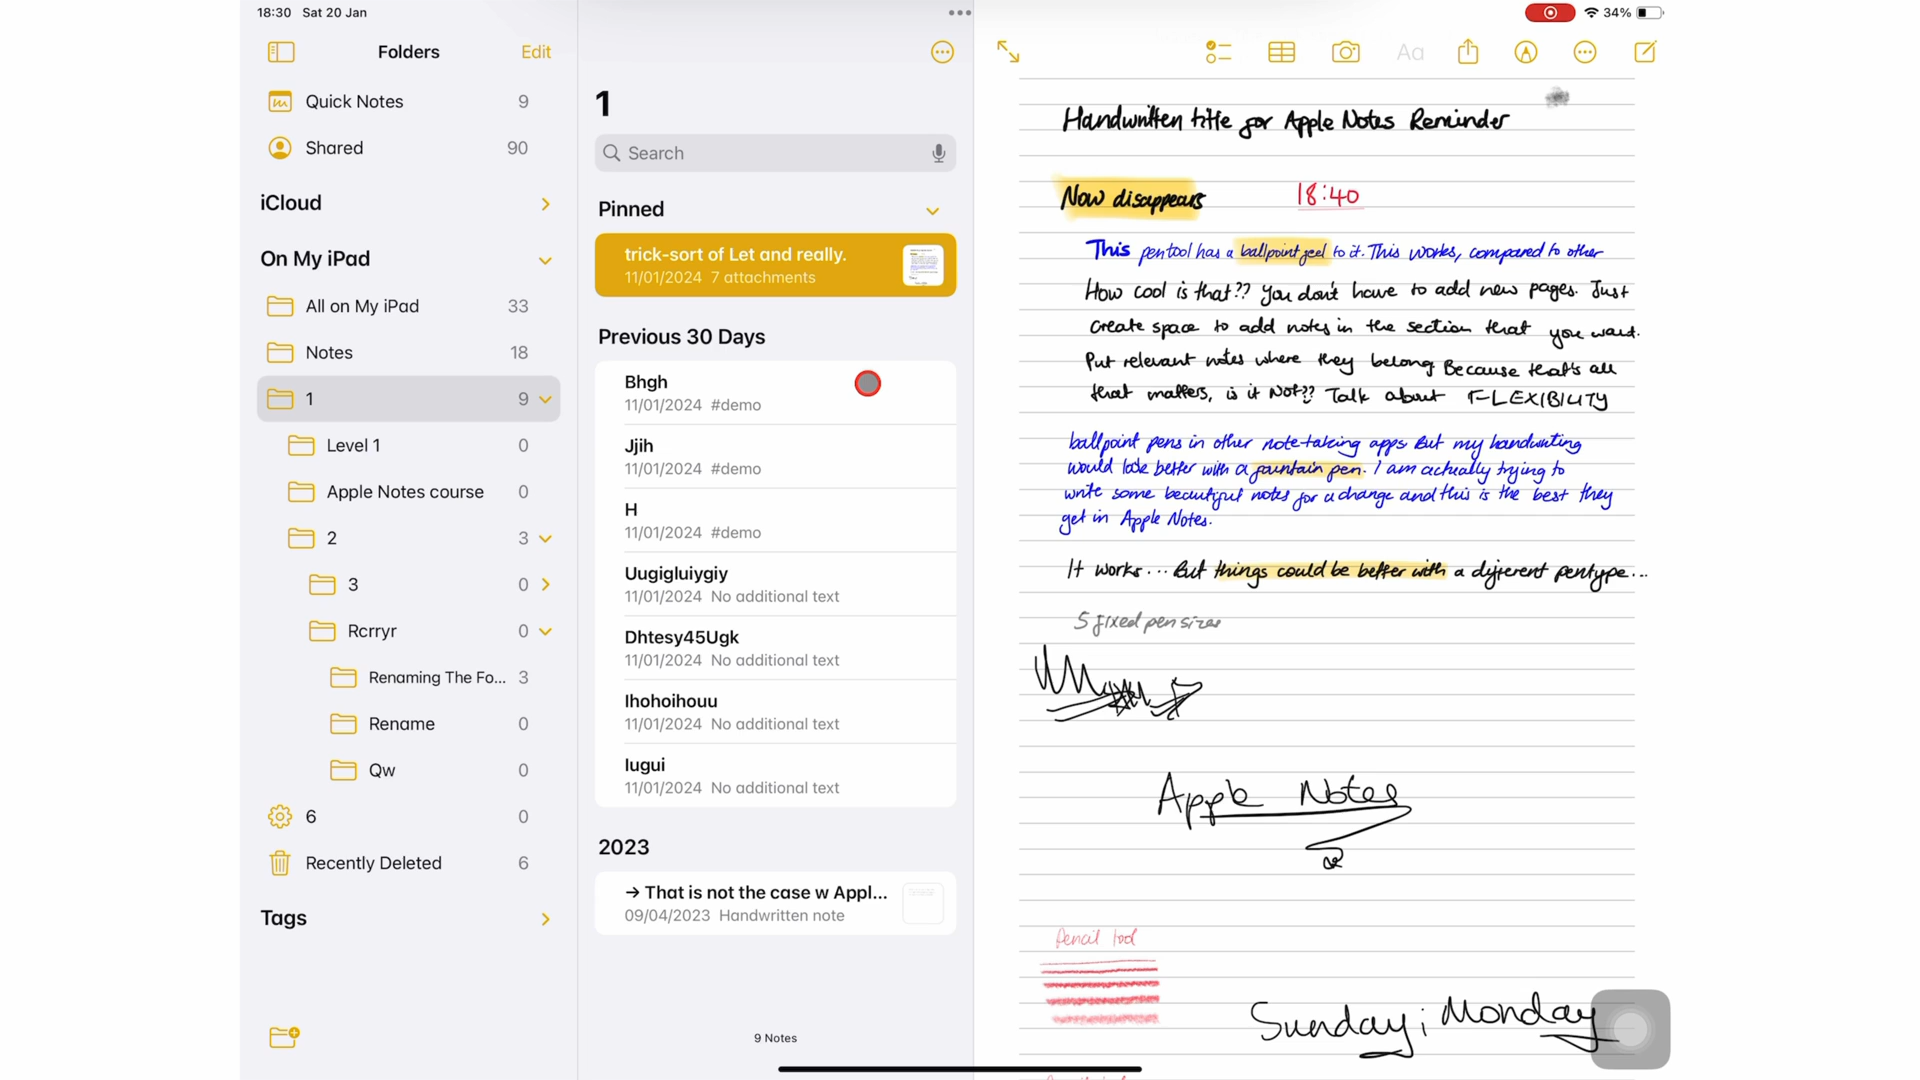 18:30 Sat 20 Jan
34%
Folders
Edit
Quick Notes 9
Shared 90
iCloud
On My iPad
All on My iPad 33
Notes 18
1 9
Level 1 0
Apple Notes course 0
2 3
3 0
Rcrryr 0
Renaming The Fo... 3
Rename 0
Qw 0
6 0
Recently Deleted 6
Tags
1
Search
Pinned
trick-sort of Let and really.
11/01/2024 7 attachments
Previous 30 Days
Bhgh
11/01/2024 #demo
Jjih
11/01/2024 #demo
H
11/01/2024 #demo
Uugigluiygiy
11/01/2024 No additional text
Dhtesy45Ugk
11/01/2024 No additional text
Ihohoihouu
11/01/2024 No additional text
Iugui
11/01/2024 No additional text
2023
→ That is not the case w Appl...
09/04/2023 Handwritten note
9 Notes
Aa
Handwritten title for Apple Notes Reminder
Now disappears 18:40
This pen tool has a ballpoint feel to it. This works, compared to other
How cool is that?? You don't have to add new pages. Just
create space to add notes in the section that you want.
Put relevant notes where they belong Because that's all
that matters, is it Not?? Talk about FLEXIBILITY
ballpoint pens in other note-taking apps. But my handwriting
would look better with a fountain pen. I am actually trying to
write some beautiful notes for a change and this is the best they
get in Apple Notes.
It works... But things could be better with a different pentype...
5 fixed pen sizes
Apple Notes
Pencil tool
Sunday; Monday